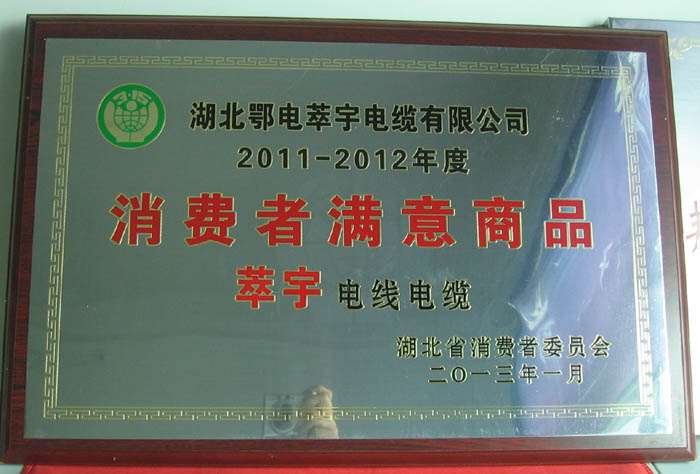 3·15
湖北鄂电萃宇电缆有限公司
2011-2012年度
消费者满意商品
萃宇 电线电缆
湖北省消费者委员会
二〇一三年一月